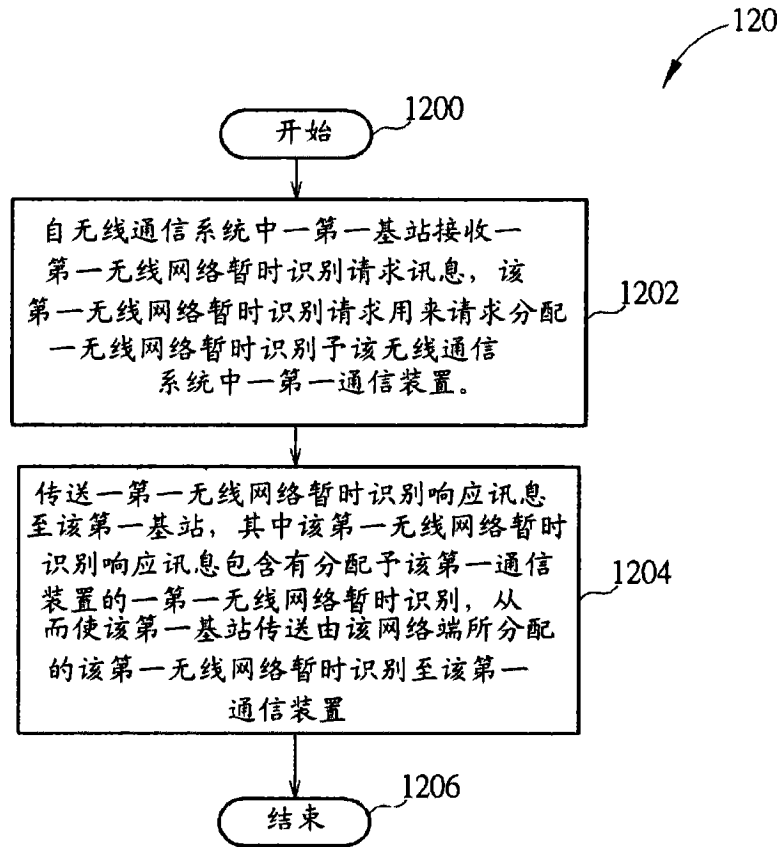 120
1200
开始
自无线通信系统中一第一基站接收一
第一无线网络暂时识别请求讯息，该
第一无线网络暂时识别请求用来请求分配
一无线网络暂时识别予该无线通信
系统中一第一通信装置。
1202
传送一第一无线网络暂时识别响应讯息
至该第一基站，其中该第一无线网络暂时
识别响应讯息包含有分配予该第一通信
装置的一第一无线网络暂时识别，从
而使该第一基站传送由该网络端所分配
的该第一无线网络暂时识别至该第一
通信装置
1204
1206
结束